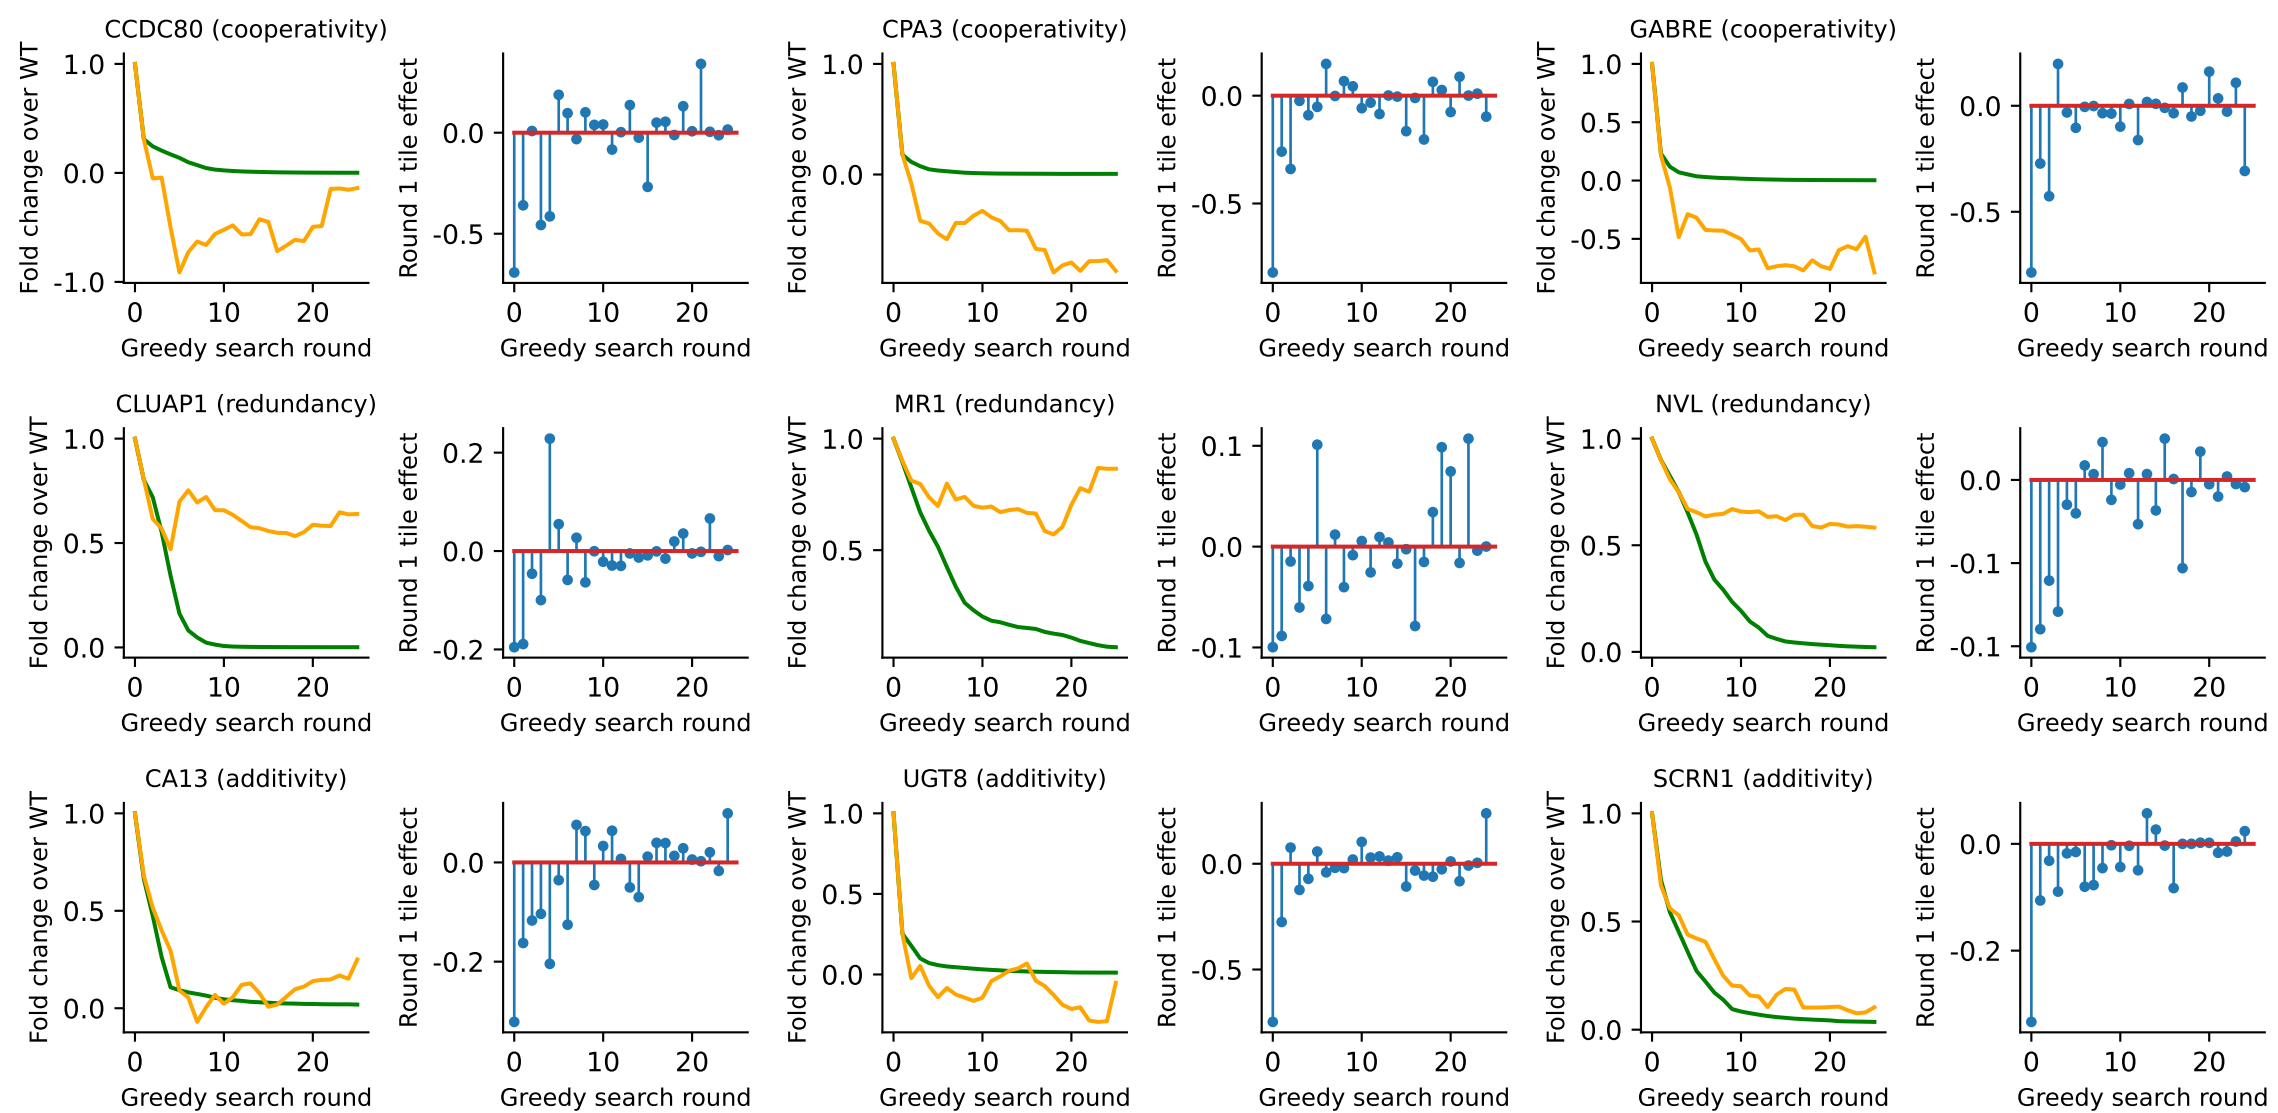 CCDC80 (cooperativity)
CPA3 (cooperativity)
GABRE (cooperativity)
Fold change over WT
1.0
0.0
-1.0
0 10 20
Greedy search round
Round 1 tile effect
0.0
-0.5
0 10 20
Greedy search round
Fold change over WT
1.0
0.0
0 10 20
Greedy search round
Round 1 tile effect
0.0
-0.5
0 10 20
Greedy search round
Fold change over WT
1.0
0.5
0.0
-0.5
0 10 20
Greedy search round
Round 1 tile effect
0.0
-0.5
0 10 20
Greedy search round
CLUAP1 (redundancy)
MR1 (redundancy)
NVL (redundancy)
Fold change over WT
1.0
0.5
0.0
0 10 20
Greedy search round
Round 1 tile effect
0.2
0.0
-0.2
0 10 20
Greedy search round
Fold change over WT
1.0
0.5
0 10 20
Greedy search round
Round 1 tile effect
0.1
0.0
-0.1
0 10 20
Greedy search round
Fold change over WT
1.0
0.5
0.0
0 10 20
Greedy search round
Round 1 tile effect
0.0
-0.1
-0.1
0 10 20
Greedy search round
CA13 (additivity)
UGT8 (additivity)
SCRN1 (additivity)
Fold change over WT
1.0
0.5
0.0
0 10 20
Greedy search round
Round 1 tile effect
0.0
-0.2
0 10 20
Greedy search round
Fold change over WT
1.0
0.5
0.0
0 10 20
Greedy search round
Round 1 tile effect
0.0
-0.5
0 10 20
Greedy search round
Fold change over WT
1.0
0.5
0.0
0 10 20
Greedy search round
Round 1 tile effect
0.0
-0.2
0 10 20
Greedy search round